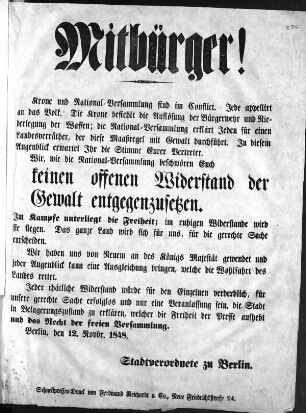 Mitbürger!
Krone und National-Versammlung sind im Conflict. Jede appellirt
an das Volk. Die Krone befiehlt die Auflösung der Bürgerwehr und Nie-
derlegung der Waffen; die National-Versammlung erklärt Jeden für einen
Landesverräther, der diese Maaßregel mit Gewalt durchführt. In diesem
Augenblick erwartet Ihr die Stimme Eurer Vertreter.
Wir, wie die National-Versammlung beschwören Euch
keinen offenen Widerstand der
Gewalt entgegenzusetzen.
Im Kampfe unterliegt die Freiheit; im ruhigen Widerstande wird
sie siegen. Das ganze Land wird sich für uns, für die gerechte Sache
entscheiden.
Wir haben uns von Neuem an des Königs Majestät gewendet und
jeder Augenblick kann eine Ausgleichung bringen, welche die Wohlfahrt des
Landes rettet.
Jeder thätliche Widerstand würde für den Einzelnen verderblich, für
unsere gerechte Sache erfolglos und nur eine Veranlassung sein, die Stadt
in Belagerungszustand zu erklären, welches die Freiheit der Presse aufhebt
und das Recht der freien Versammlung.
Berlin, den 12. Novbr. 1848.
Stadtverordnete zu Berlin.
Schnellpressen-Druck von Ferdinand Reichardt u. Co., Neue Friedrichsstraße 24.